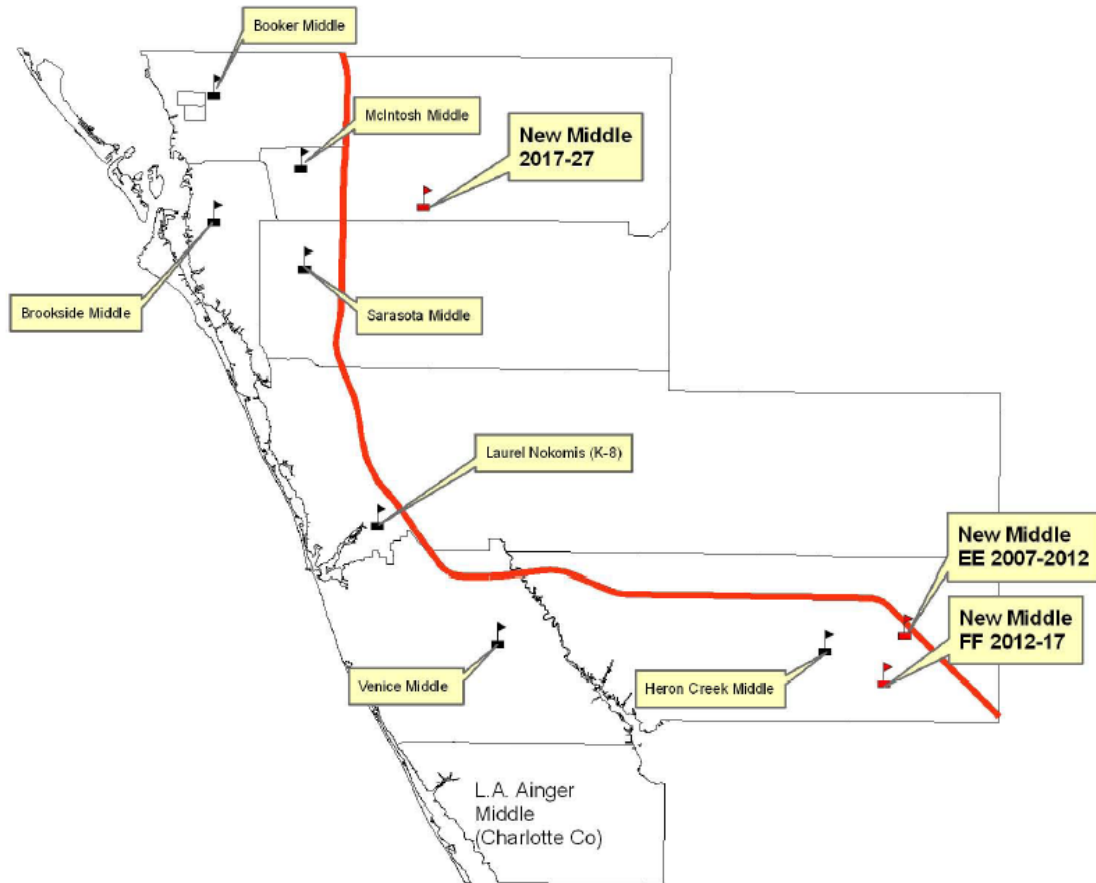 Booker Middle
McIntosh Middle
New Middle
2017-27
Brookside Middle
Sarasota Middle
Laurel Nokomis (K-8)
New Middle
EE 2007-2012
New Middle
FF 2012-17
Venice Middle
Heron Creek Middle
L.A. Ainger
Middle
(Charlotte Co)